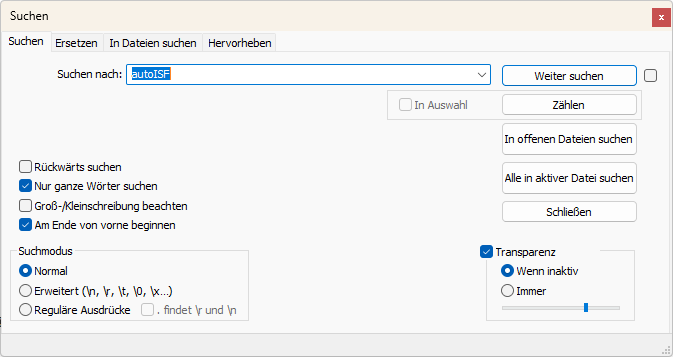 Suchen
Suchen Ersetzen In Dateien suchen Hervorheben
Suchen nach: autoISF Weiter suchen
In Auswahl Zählen
In offenen Dateien suchen
Rückwärts suchen
Nur ganze Wörter suchen Alle in aktiver Datei suchen
Groß-/Kleinschreibung beachten Schließen
Am Ende von vorne beginnen
Suchmodus Transparenz
Normal Wenn inaktiv
Erweitert (\n, \r, \t, \0, \x...) Immer
Reguläre Ausdrücke . findet \r und \n